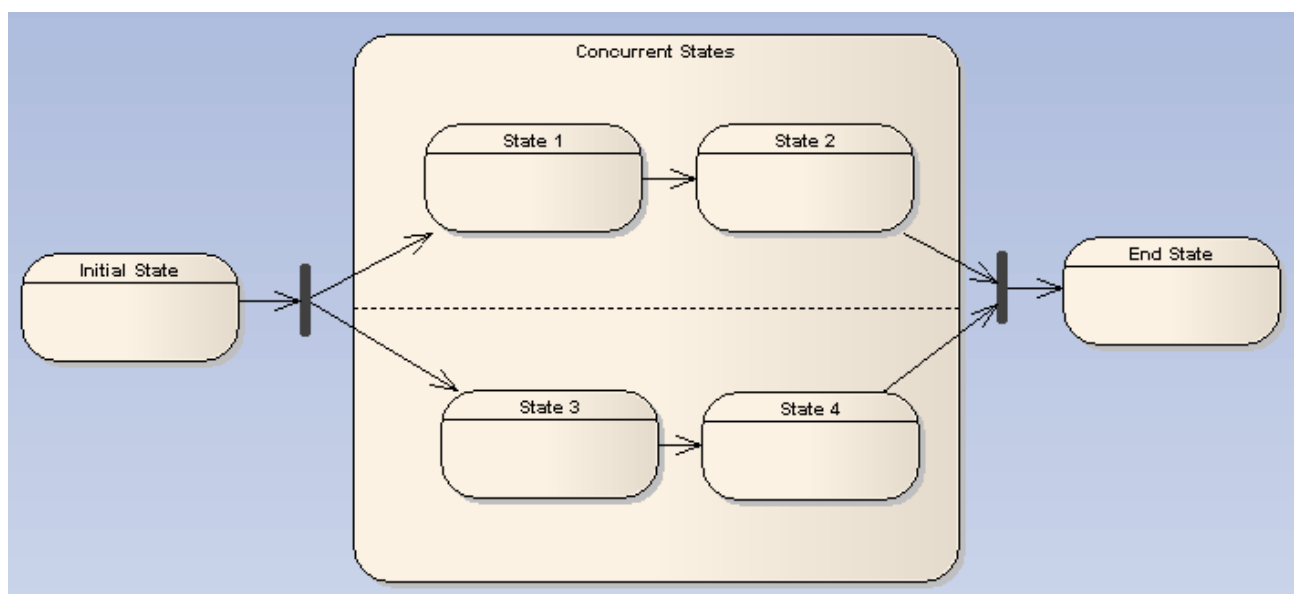 Concurrent States
State 1
State 2
Initial State
End State
State 3
State 4